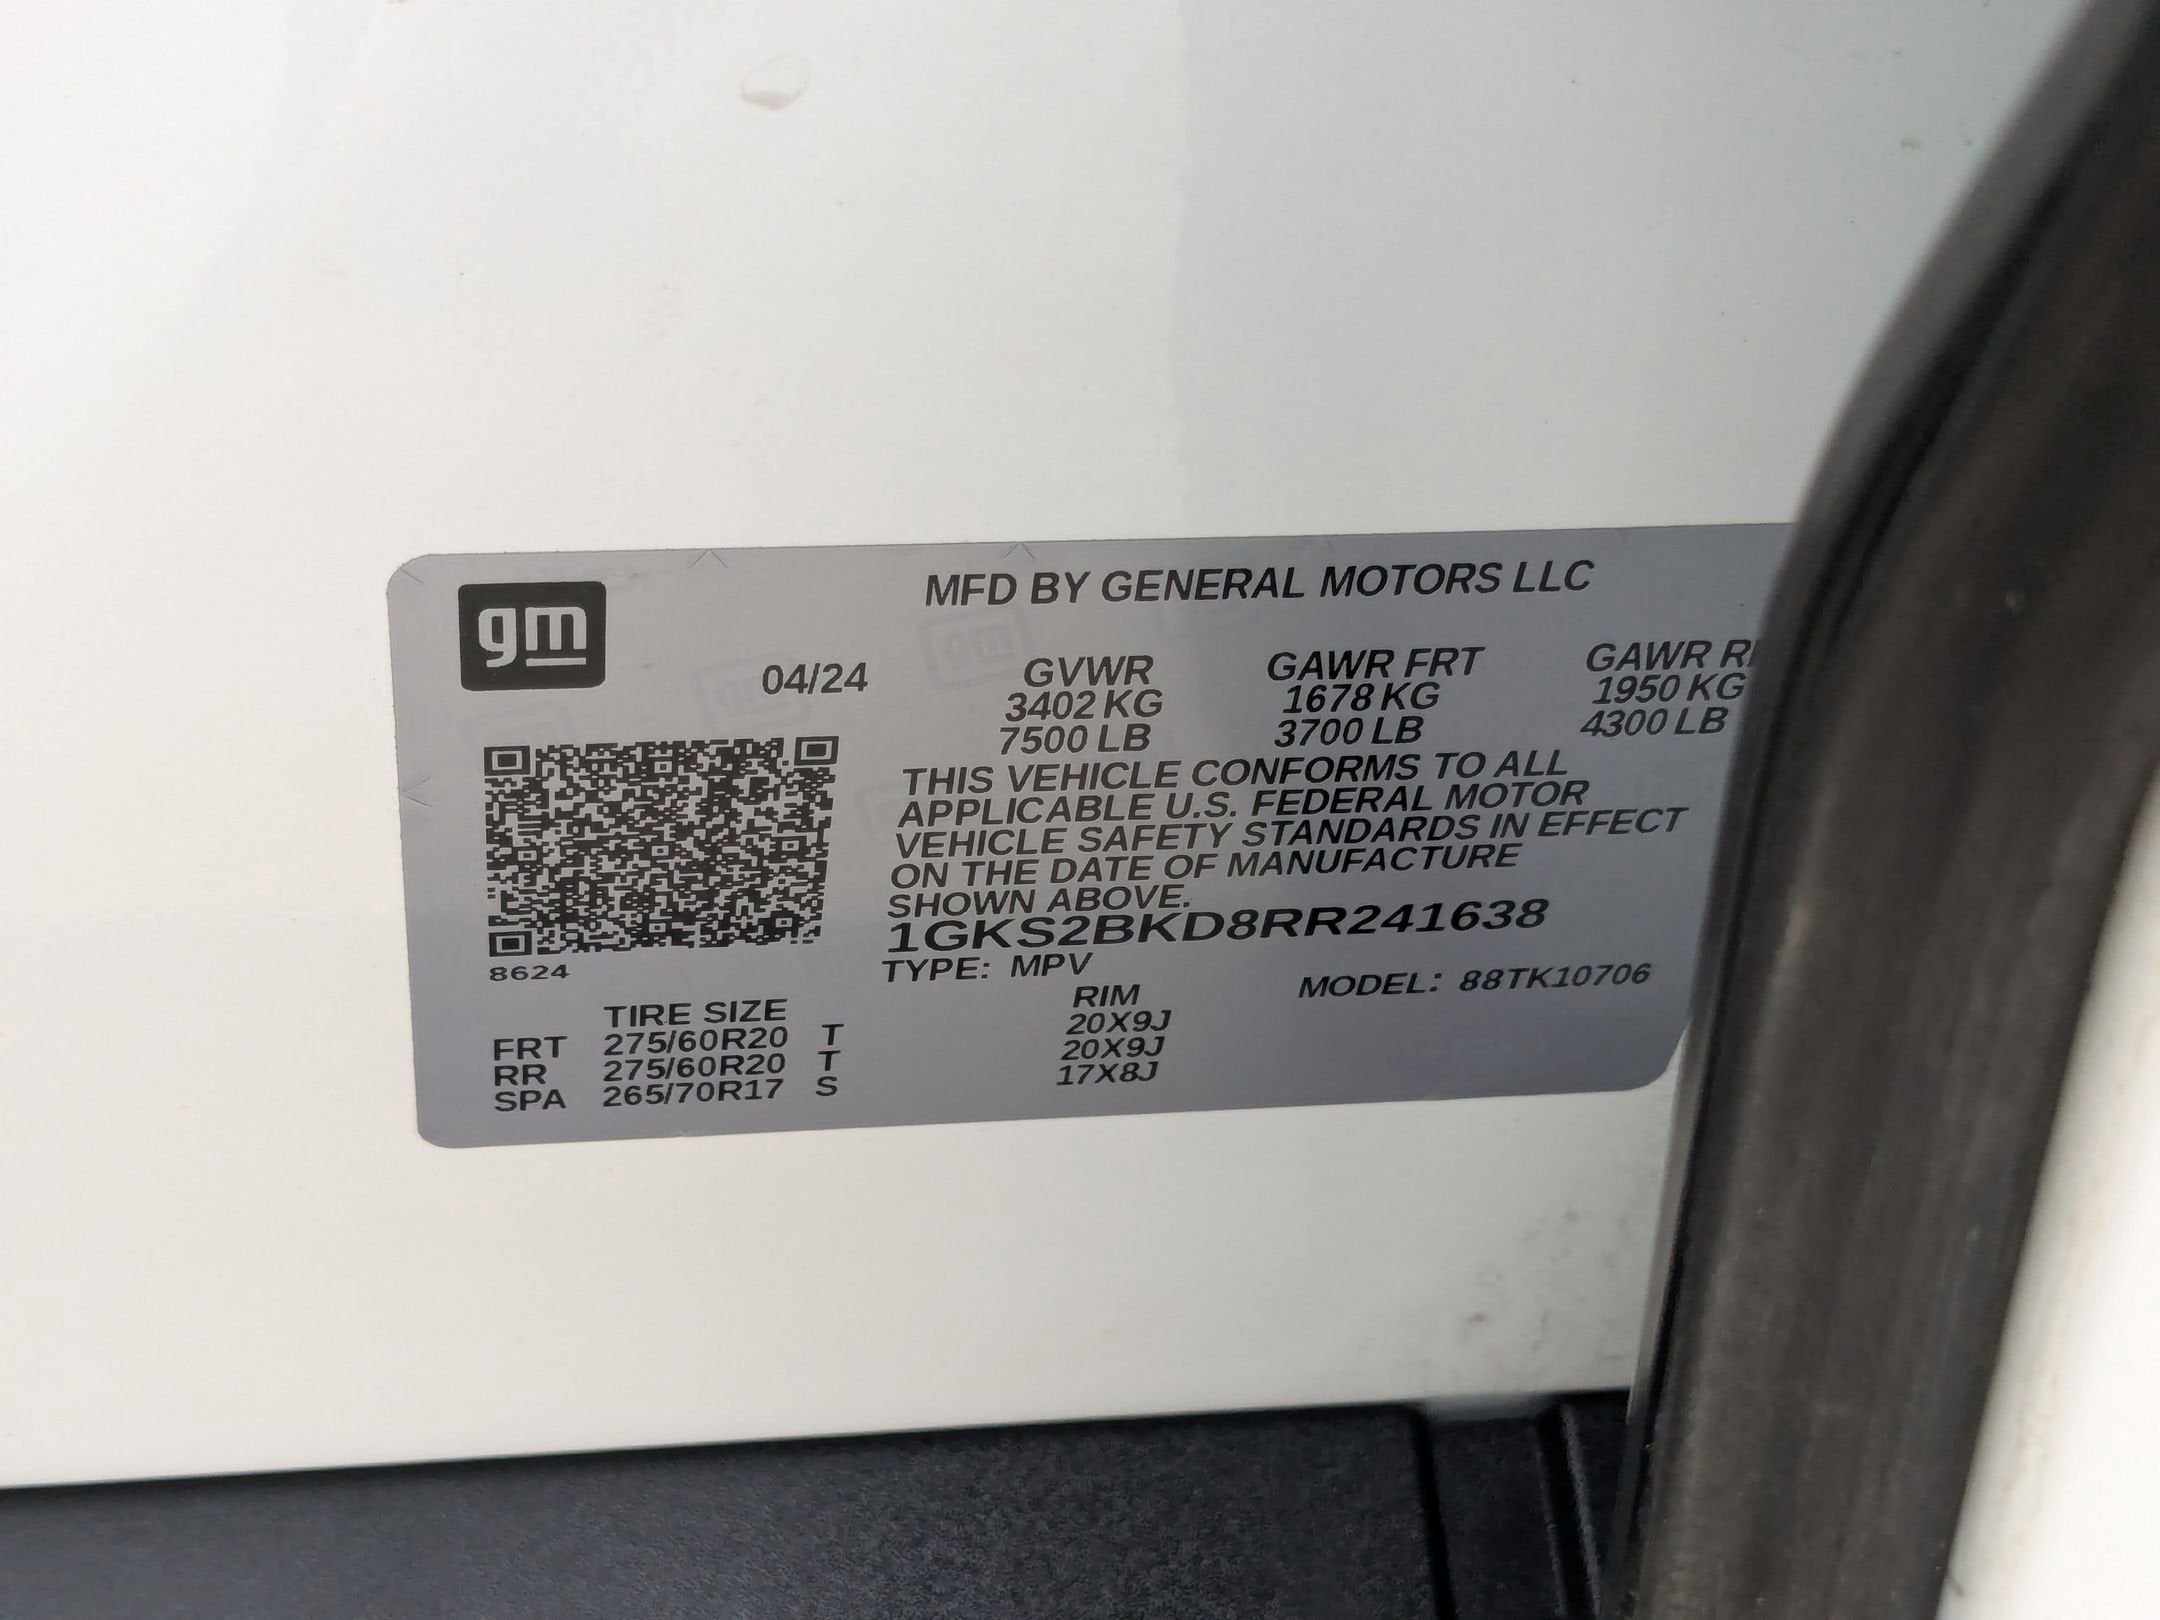 gm
MFD BY GENERAL MOTORS LLC
04/24
GVWR GAWR FRT GAWR
3402 KG 1678 KG 1950 KG
7500 LB 3700 LB 4300 LB
THIS VEHICLE CONFORMS TO ALL
APPLICABLE U.S. FEDERAL MOTOR
VEHICLE SAFETY STANDARDS IN EFFECT
ON THE DATE OF MANUFACTURE
SHOWN ABOVE.
1GKS2BKD8RR241638
TYPE: MPV MODEL: 88TK10706
8624
TIRE SIZE RIM
FRT 275/60R20 T 20X9J
RR 275/60R20 T 20X9J
SPA 265/70R17 S 17X8J